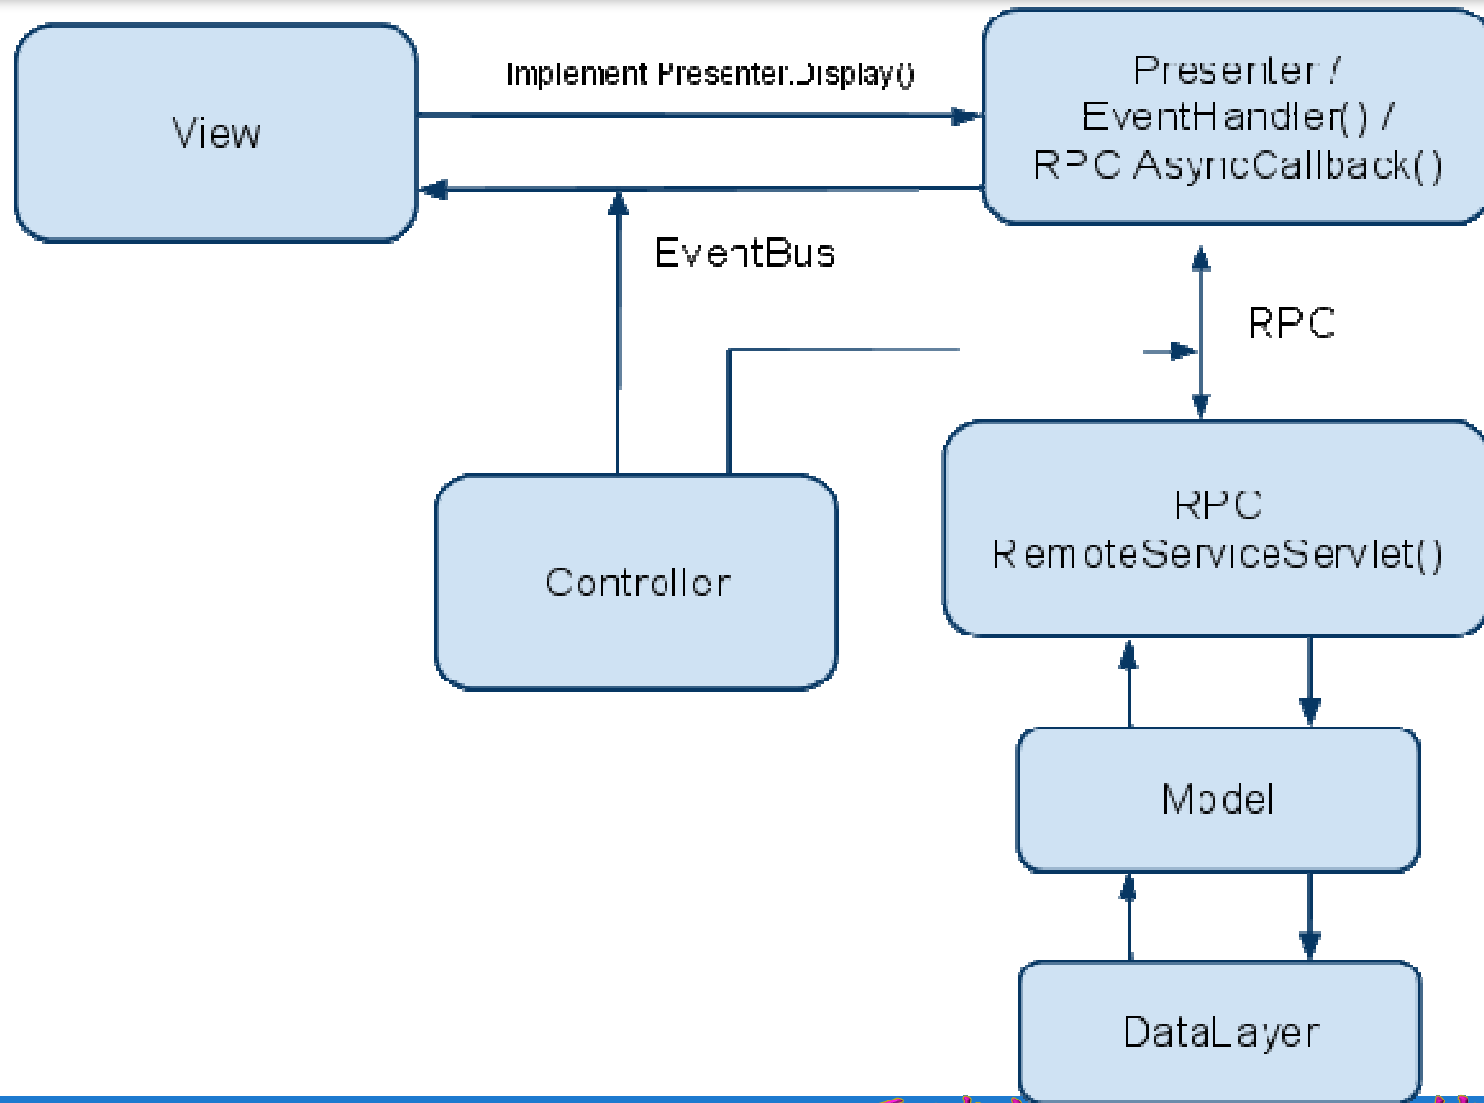 View
Implement Presenter.Display()
Presenter /
EventHandler() /
RPC AsyncCallback()
EventBus
RPC
Controller
RPC
RemoteServiceServlet()
Model
DataLayer